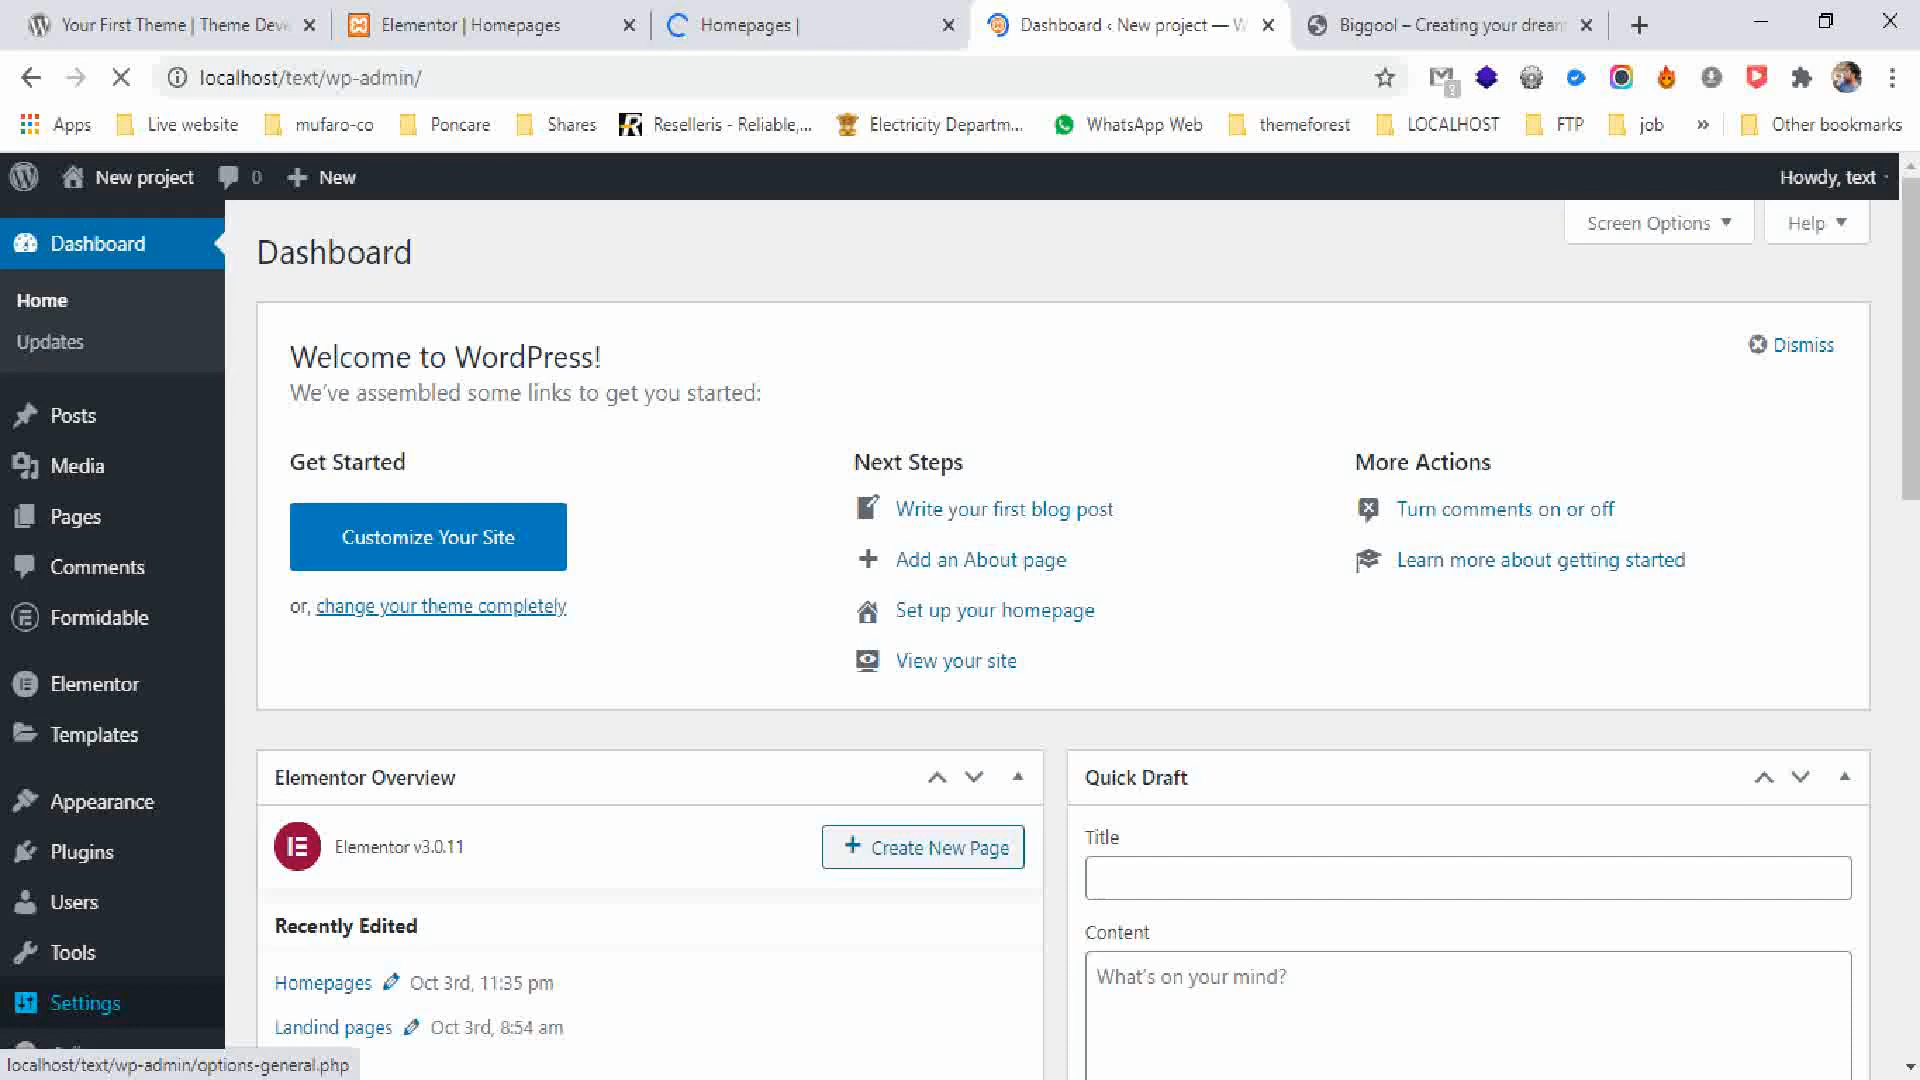 Your First Theme | Theme Deve
Elementor | Homepages
Homepages |
Dashboard ‹ New project — W
Biggool – Creating your dream
localhost/text/wp-admin/
Apps
Live website
mufaro-co
Poncare
Shares
Reselleris - Reliable,...
Electricity Departm...
WhatsApp Web
themeforest
LOCALHOST
FTP
job
»
Other bookmarks
New project
0
New
Howdy, text
Screen Options
Help
Dashboard
Home
Updates
Posts
Media
Pages
Comments
Formidable
Elementor
Templates
Appearance
Plugins
Users
Tools
Settings
localhost/text/wp-admin/options-general.php
Dashboard
Welcome to WordPress!
We've assembled some links to get you started:
Dismiss
Get Started
Customize Your Site
or, change your theme completely
Next Steps
Write your first blog post
Add an About page
Set up your homepage
View your site
More Actions
Turn comments on or off
Learn more about getting started
Elementor Overview
Elementor v3.0.11
Create New Page
Recently Edited
Homepages Oct 3rd, 11:35 pm
Landind pages Oct 3rd, 8:54 am
Quick Draft
Title
Content
What's on your mind?